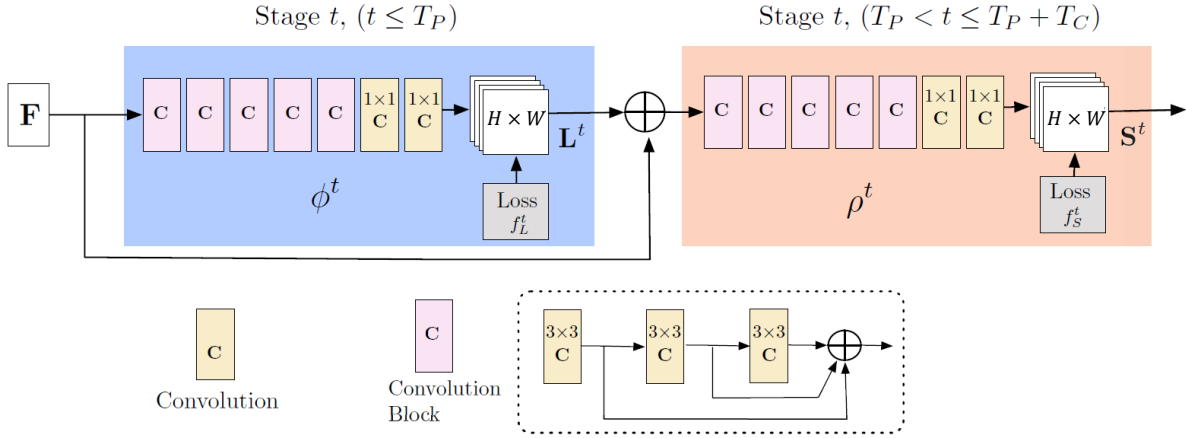 Stage t, (t ≤ T_P)
Stage t, (T_P < t ≤ T_P + T_C)
F
C C C C C 1×1 C 1×1 C
H × W
L^t
C C C C C 1×1 C 1×1 C
H × W
S^t
ϕ^t
Loss
f_L^t
ρ^t
Loss
f_S^t
C
Convolution
C
Convolution
Block
3×3 3×3 3×3
C C C